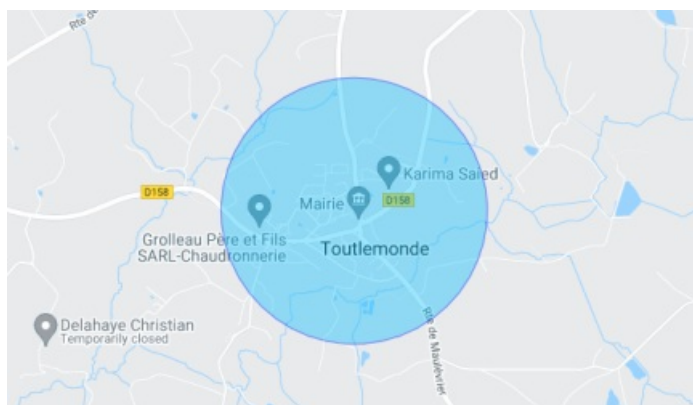 Rte de
D158
Karima Saïed
Mairie
D158
Grolleau Père et Fils
SARL-Chaudronnerie
Toutlemonde
Delahaye Christian
Temporarily closed
Rte de Maulévrier